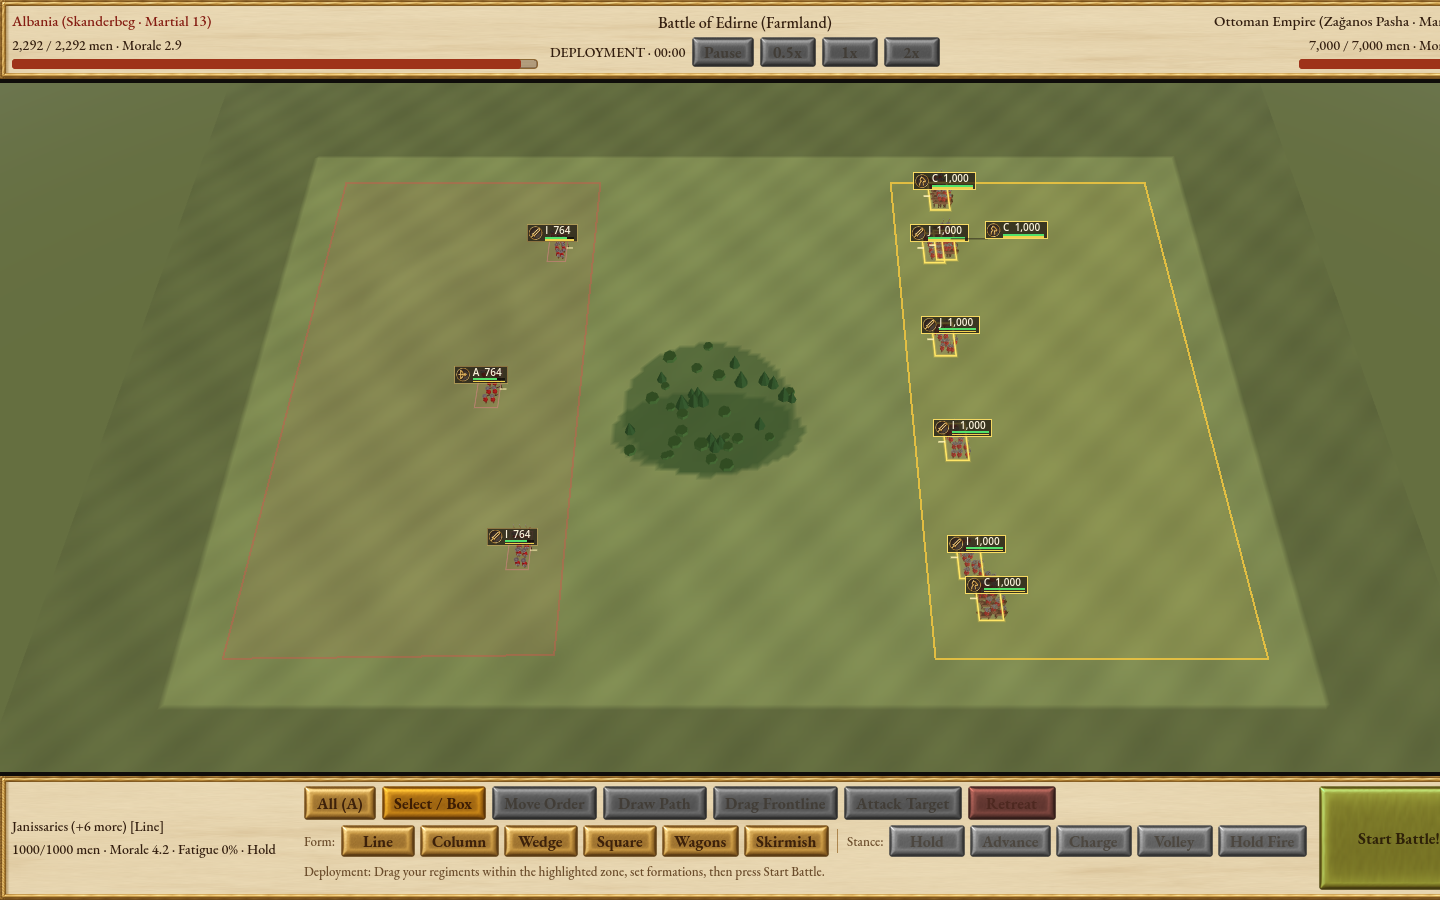 Albania (Skanderbeg · Martial 13)
2,292 / 2,292 men · Morale 2.9
Battle of Edirne (Farmland)
DEPLOYMENT · 00:00
Pause
0.5x
1x
2x
Ottoman Empire (Zağanos Pasha ·
7,000 / 7,000 men ·
C 1,000
I 764
J 1,000
C 1,000
J 1,000
A 764
I 1,000
I 764
I 1,000
C 1,000
Janissaries (+6 more) [Line]
1000/1000 men · Morale 4.2 · Fatigue 0% · Hold
All (A)
Select / Box
Move Order
Draw Path
Drag Frontline
Attack Target
Retreat
Form:
Line
Column
Wedge
Square
Wagons
Skirmish
Stance:
Hold
Advance
Charge
Volley
Hold Fire
Deployment: Drag your regiments within the highlighted zone, set formations, then press Start Battle.
Start Battle!